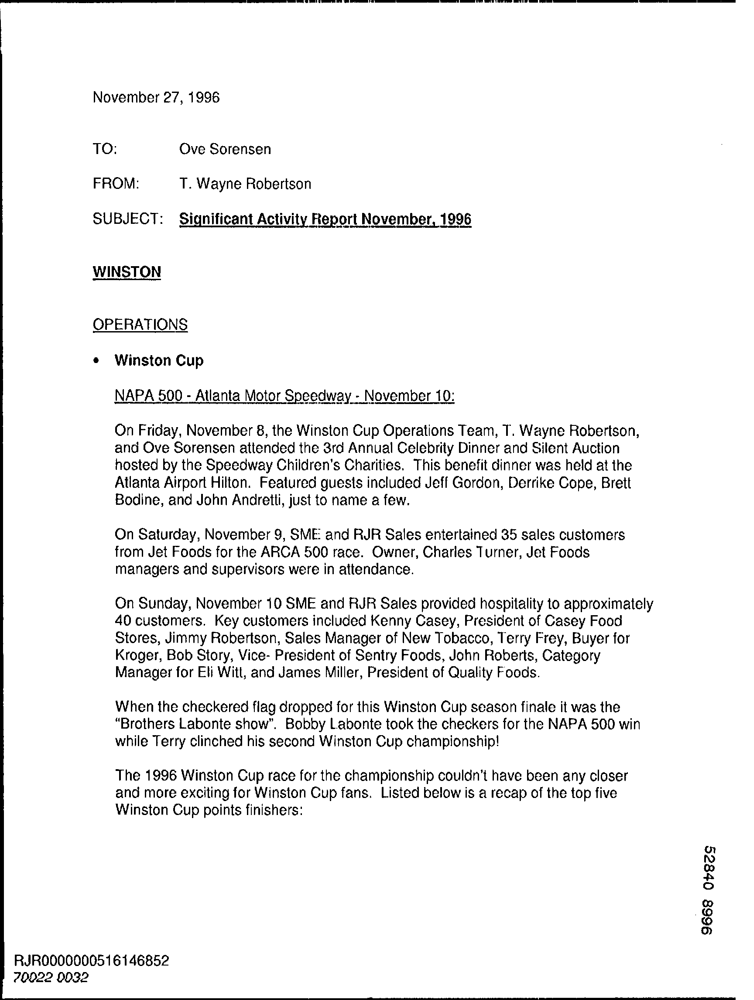 November 27, 1996
TO: Ove Sorensen
FROM: T. Wayne Robertson
SUBJECT: Significant Activity Report November, 1996
WINSTON
OPERATIONS
• Winston Cup
NAPA 500 - Atlanta Motor Speedway - November 10:
On Friday, November 8, the Winston Cup Operations Team, T. Wayne Robertson,
and Ove Sorensen attended the 3rd Annual Celebrity Dinner and Silent Auction
hosted by the Speedway Children's Charities. This benefit dinner was held at the
Atlanta Airport Hilton. Featured guests included Jeff Gordon, Derrike Cope, Brett
Bodine, and John Andretti, just to name a few.
On Saturday, November 9, SME and RJR Sales entertained 35 sales customers
from Jet Foods for the ARCA 500 race. Owner, Charles Turner, Jet Foods
managers and supervisors were in attendance.
On Sunday, November 10 SME and RJR Sales provided hospitality to approximately
40 customers. Key customers included Kenny Casey, President of Casey Food
Stores, Jimmy Robertson, Sales Manager of New Tobacco, Terry Frey, Buyer for
Kroger, Bob Story, Vice- President of Sentry Foods, John Roberts, Category
Manager for Eli Witt, and James Miller, President of Quality Foods.
When the checkered flag dropped for this Winston Cup season finale it was the
"Brothers Labonte show". Bobby Labonte took the checkers for the NAPA 500 win
while Terry clinched his second Winston Cup championship!
The 1996 Winston Cup race for the championship couldn't have been any closer
and more exciting for Winston Cup fans. Listed below is a recap of the top five
Winston Cup points finishers:
52840 8996
RJR0000000516146852
70022 0032